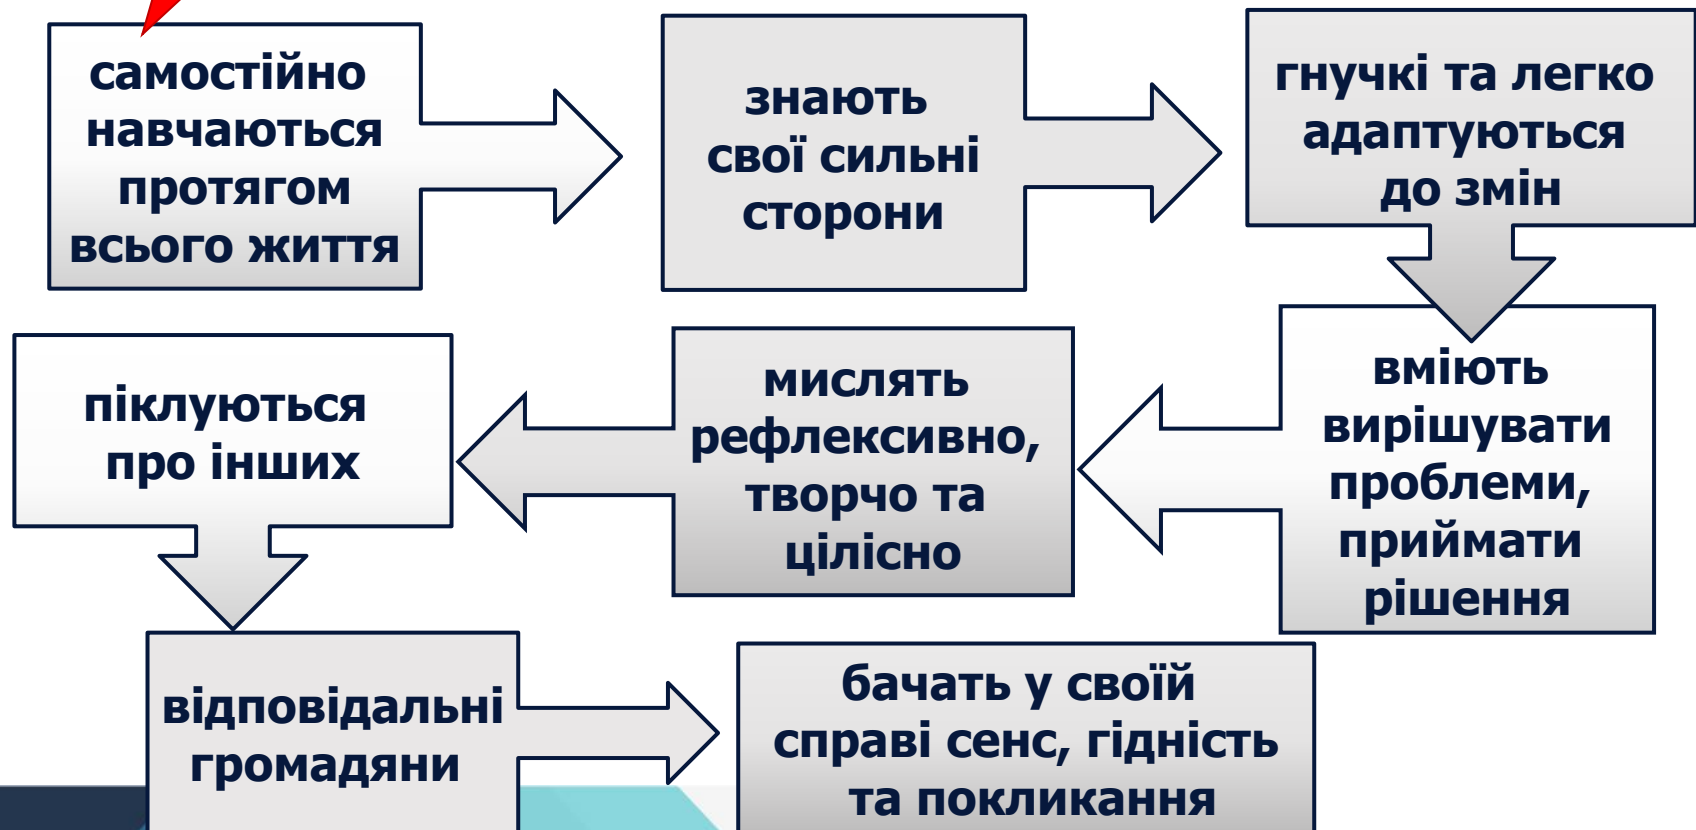 самостійно
навчаються
протягом
всього життя
знають
свої сильні
сторони
гнучкі та легко
адаптуються
до змін
вміють
вирішувати
проблеми,
приймати
рішення
мислять
рефлексивно,
творчо та
цілісно
піклуються
про інших
відповідальні
громадяни
бачать у своїй
справі сенс, гідність
та покликання